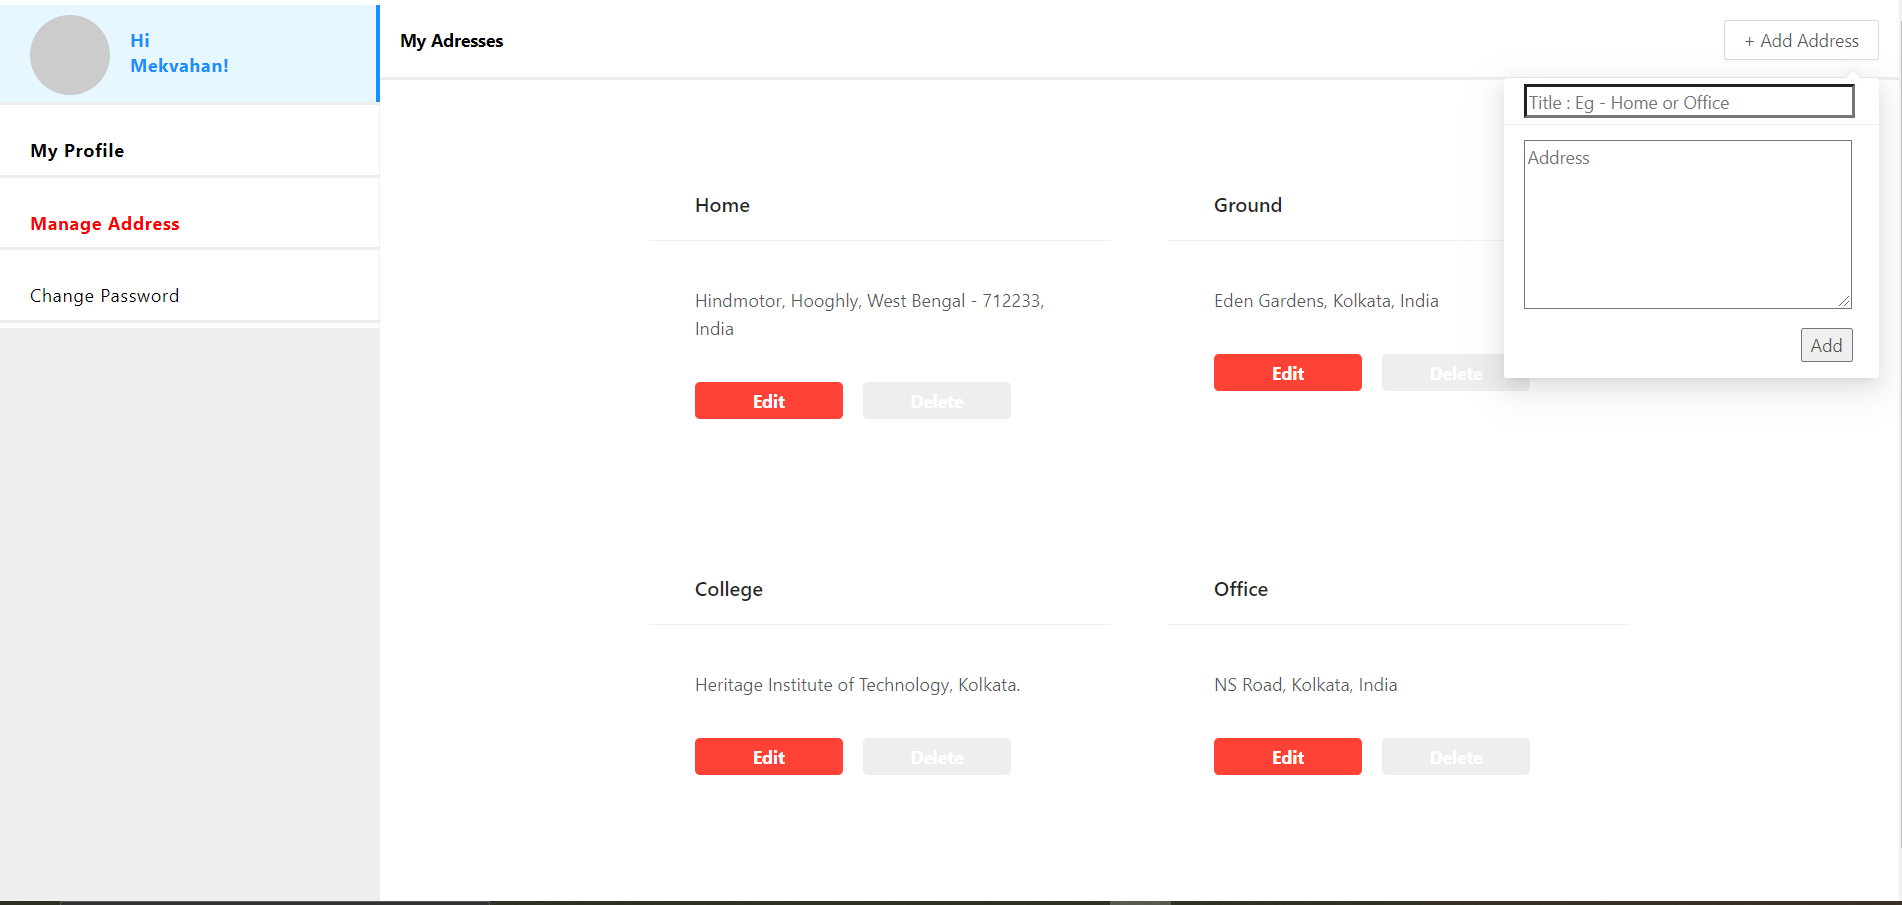 Hi
Mekvahan!
My Profile
Manage Address
Change Password
My Adresses
+ Add Address
Title : Eg - Home or Office
Address
Add
Home
Hindmotor, Hooghly, West Bengal - 712233,
India
Edit Delete
Ground
Eden Gardens, Kolkata, India
Edit Delete
College
Heritage Institute of Technology, Kolkata.
Edit Delete
Office
NS Road, Kolkata, India
Edit Delete